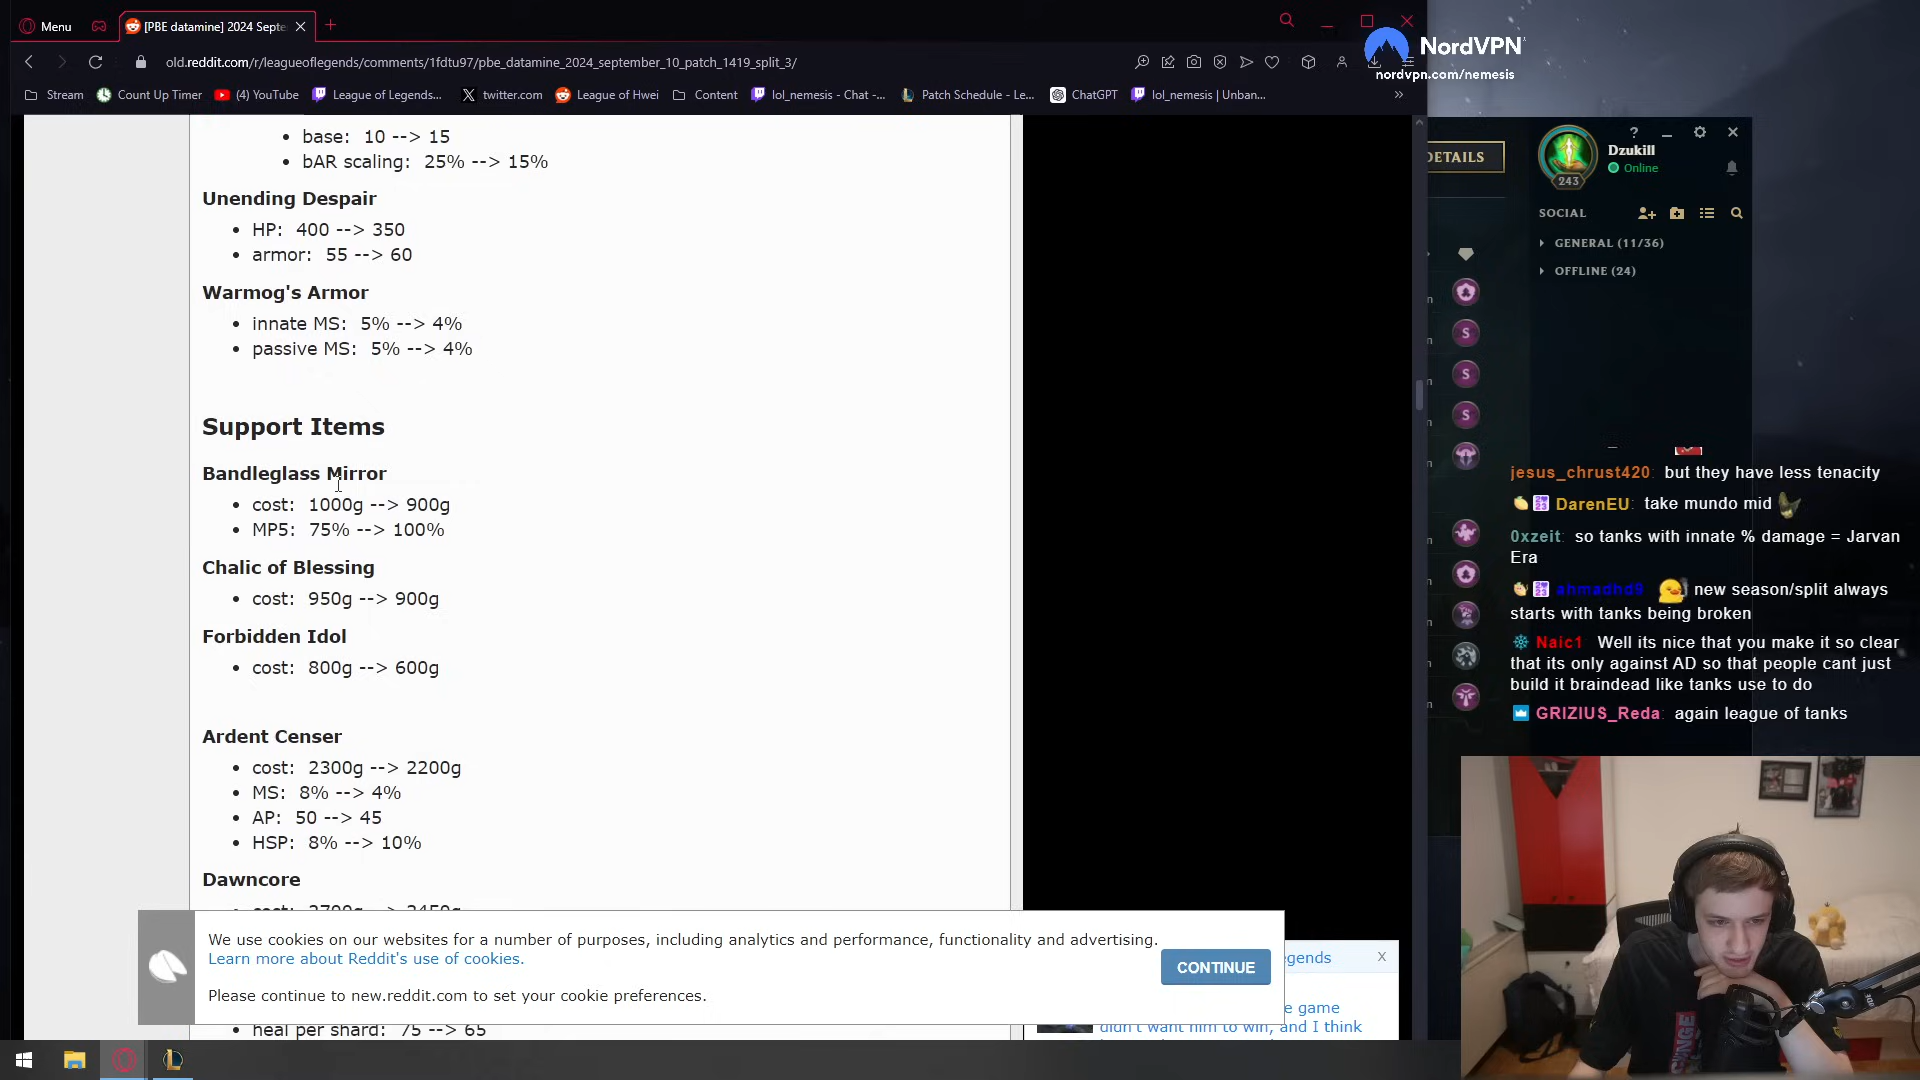 Menu
[PBE datamine] 2024 Septe
NordVPN
nordvpn.com/nemesis
old.reddit.com/r/leagueoflegends/comments/1fdtu97/pbe_datamine_2024_september_10_patch_1419_split_3/
Stream Count Up Timer (4) YouTube League of Legends... twitter.com League of Hwei Content lol_nemesis - Chat -... Patch Schedule - Le... ChatGPT lol_nemesis | Unban...
• base: 10 --> 15
• bAR scaling: 25% --> 15%
Unending Despair
• HP: 400 --> 350
• armor: 55 --> 60
Warmog's Armor
• innate MS: 5% --> 4%
• passive MS: 5% --> 4%
Support Items
Bandleglass Mirror
• cost: 1000g --> 900g
• MP5: 75% --> 100%
Chalic of Blessing
• cost: 950g --> 900g
Forbidden Idol
• cost: 800g --> 600g
Ardent Censer
• cost: 2300g --> 2200g
• MS: 8% --> 4%
• AP: 50 --> 45
• HSP: 8% --> 10%
Dawncore
We use cookies on our websites for a number of purposes, including analytics and performance, functionality and advertising.
Learn more about Reddit's use of cookies.
Please continue to new.reddit.com to set your cookie preferences.
CONTINUE
egends X
e game
didn't want him to win, and I think
heal per shard: 75 --> 65
DETAILS
Dzukill
Online
243
SOCIAL
GENERAL (11/36)
OFFLINE (24)
jesus_chrust420: but they have less tenacity
DarenEU: take mundo mid
0xzeit: so tanks with innate % damage = Jarvan
Era
ahmadhd9 new season/split always
starts with tanks being broken
Naic1 Well its nice that you make it so clear
that its only against AD so that people cant just
build it braindead like tanks use to do
GRIZIUS_Reda: again league of tanks